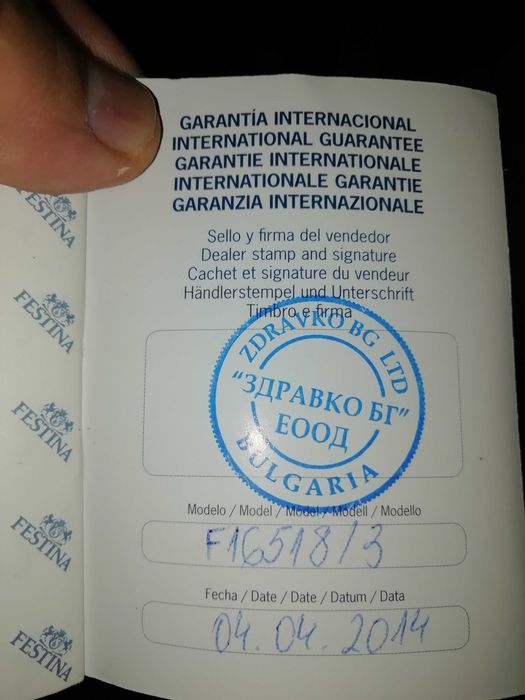 GARANTÍA INTERNACIONAL
INTERNATIONAL GUARANTEE
GARANTIE INTERNATIONALE
INTERNATIONALE GARANTIE
GARANZIA INTERNAZIONALE
Sello y firma del vendedor
Dealer stamp and signature
Cachet et signature du vendeur
Händlerstempel und Unterschrift
Timbro e firma
ZDRAVKO BG LTD
"ЗДРАВКО БГ"
ЕООД
BULGARIA
Modelo / Model / Model / Modell / Modello
F16518/3
Fecha / Date / Date / Datum / Data
04.04.2014
FESTINA
FESTINA
FESTINA
FESTINA
FESTINA